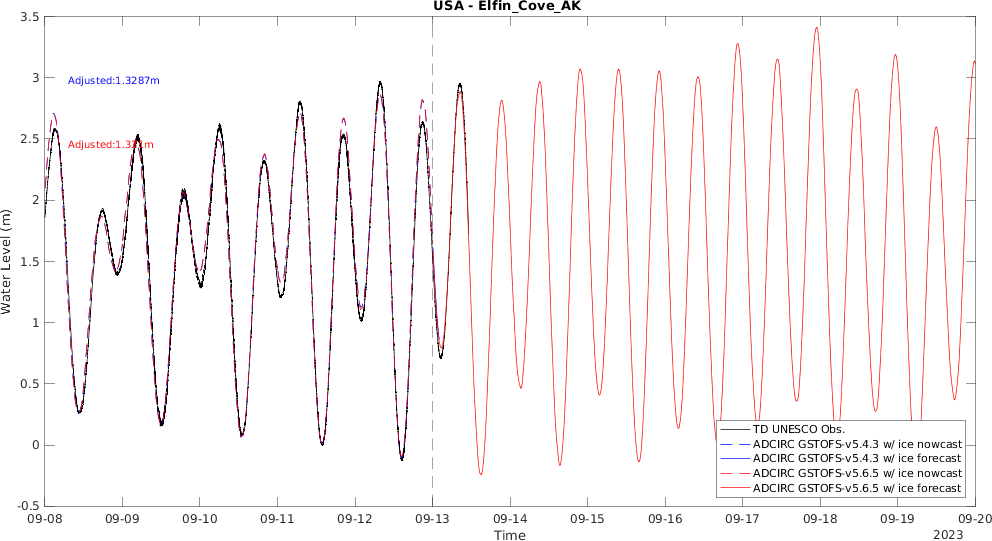 USA - Elfin_Cove_AK
3.5
3
2.5
2
1.5
1
0.5
0
-0.5
Water Level (m)
Adjusted:1.3287m
TD UNESCO Obs.
ADCIRC GSTOFS-v5.4.3 w/ ice nowcast
ADCIRC GSTOFS-v5.4.3 w/ ice forecast
ADCIRC GSTOFS-v5.6.5 w/ ice nowcast
ADCIRC GSTOFS-v5.6.5 w/ ice forecast
09-08 09-09 09-10 09-11 09-12 09-13 09-14 09-15 09-16 09-17 09-18 09-19 09-20
Time
2023